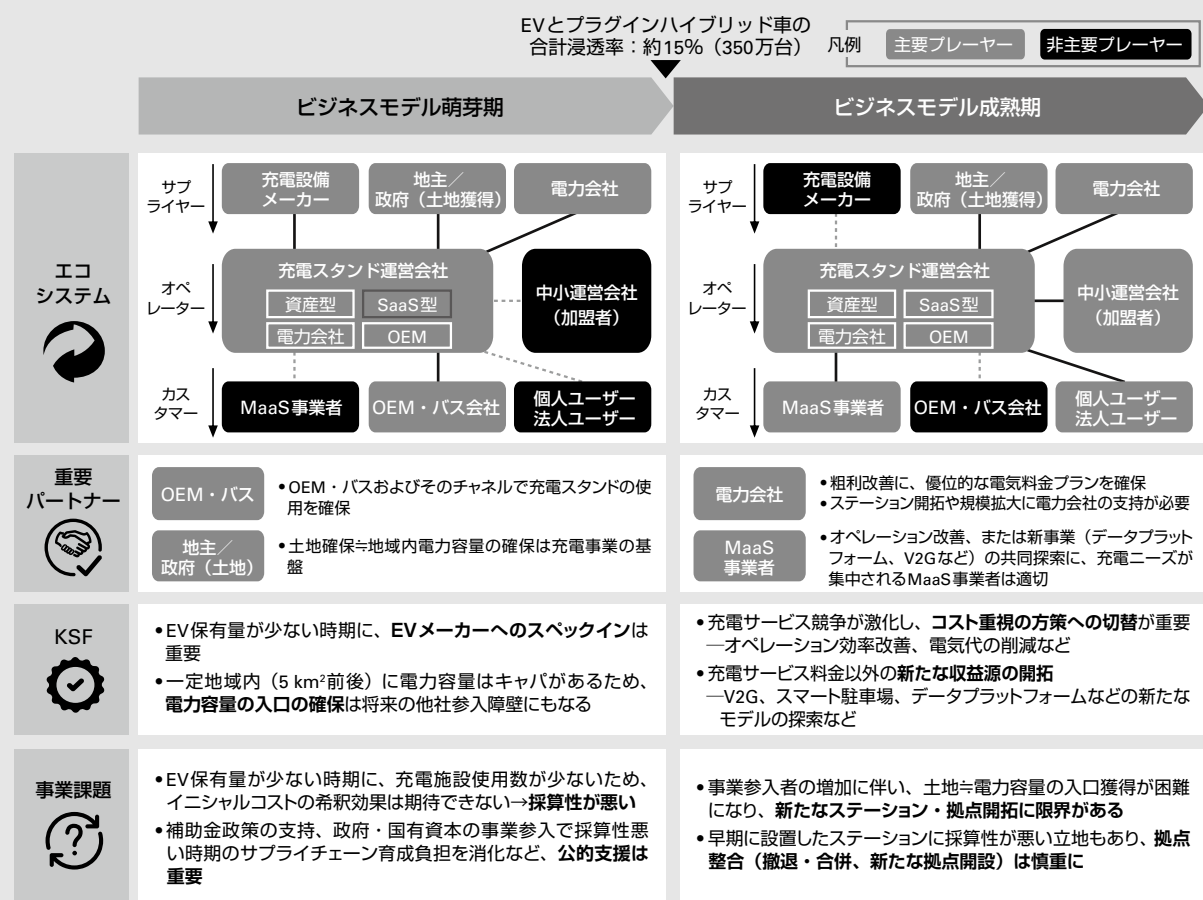 EVとプラグインハイブリッド車の
合計浸透率：約15%（350万台）
凡例
主要プレーヤー
非主要プレーヤー
ビジネスモデル萌芽期
ビジネスモデル成熟期
エコ
システム
サプ
ライヤー
充電設備
メーカー
地主／
政府（土地獲得）
電力会社
オペ
レーター
充電スタンド運営会社
資産型
SaaS型
電力会社
OEM
中小運営会社
（加盟者）
カス
タマー
MaaS事業者
OEM・バス会社
個人ユーザー
法人ユーザー
サプ
ライヤー
充電設備
メーカー
地主／
政府（土地獲得）
電力会社
オペ
レーター
充電スタンド運営会社
資産型
SaaS型
電力会社
OEM
中小運営会社
（加盟者）
カス
タマー
MaaS事業者
OEM・バス会社
個人ユーザー
法人ユーザー
重要
パートナー
OEM・バス
•OEM・バスおよびそのチャネルで充電スタンドの使
用を確保
地主／
政府（土地）
•土地確保≒地域内電力容量の確保は充電事業の基
盤
電力会社
•粗利改善に、優位的な電気料金プランを確保
•ステーション開拓や規模拡大に電力会社の支持が必要
MaaS
事業者
•オペレーション改善、または新事業（データプラット
フォーム、V2Gなど）の共同探索に、充電ニーズが
集中されるMaaS事業者は適切
KSF
•EV保有量が少ない時期に、EVメーカーへのスペックインは
重要
•一定地域内（5 km²前後）に電力容量はキャパがあるため、
電力容量の入口の確保は将来の他社参入障壁にもなる
•充電サービス競争が激化し、コスト重視の方策への切替が重要
―オペレーション効率改善、電気代の削減など
•充電サービス料金以外の新たな収益源の開拓
―V2G、スマート駐車場、データプラットフォームなどの新たな
モデルの探索など
事業課題
•EV保有量が少ない時期に、充電施設使用数が少ないため、
イニシャルコストの希釈効果は期待できない→採算性が悪い
•補助金政策の支持、政府・国有資本の事業参入で採算性悪
い時期のサプライチェーン育成負担を消化など、公的支援は
重要
•事業参入者の増加に伴い、土地≒電力容量の入口獲得が困難
になり、新たなステーション・拠点開拓に限界がある
•早期に設置したステーションに採算性が悪い立地もあり、拠点
整合（撤退・合併、新たな拠点開設）は慎重に